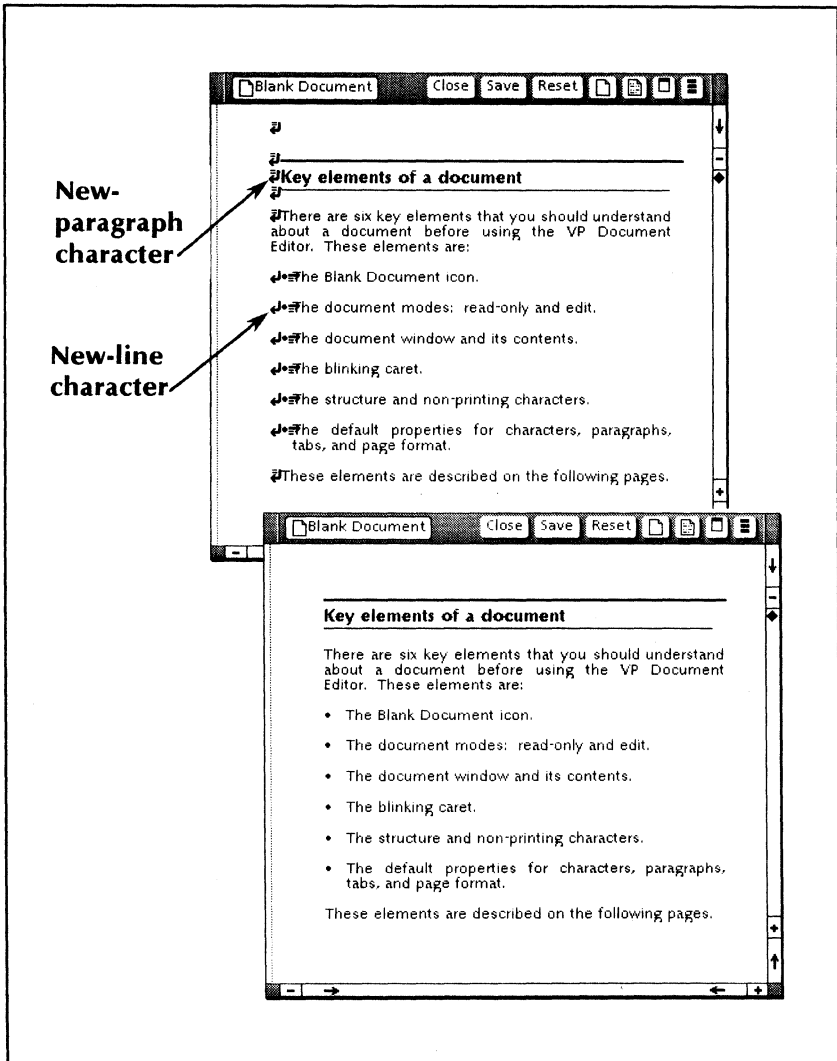 Blank Document Close Save Reset
Key elements of a document
There are six key elements that you should understand
about a document before using the VP Document
Editor. These elements are:
The Blank Document icon.
The document modes: read-only and edit.
The document window and its contents.
The blinking caret.
The structure and non-printing characters.
The default properties for characters, paragraphs,
tabs, and page format.
These elements are described on the following pages.
New-
paragraph
character
New-line
character
Blank Document Close Save Reset
Key elements of a document
There are six key elements that you should understand
about a document before using the VP Document
Editor. These elements are:
• The Blank Document icon.
• The document modes: read-only and edit.
• The document window and its contents.
• The blinking caret.
• The structure and non-printing characters.
• The default properties for characters, paragraphs,
tabs, and page format.
These elements are described on the following pages.